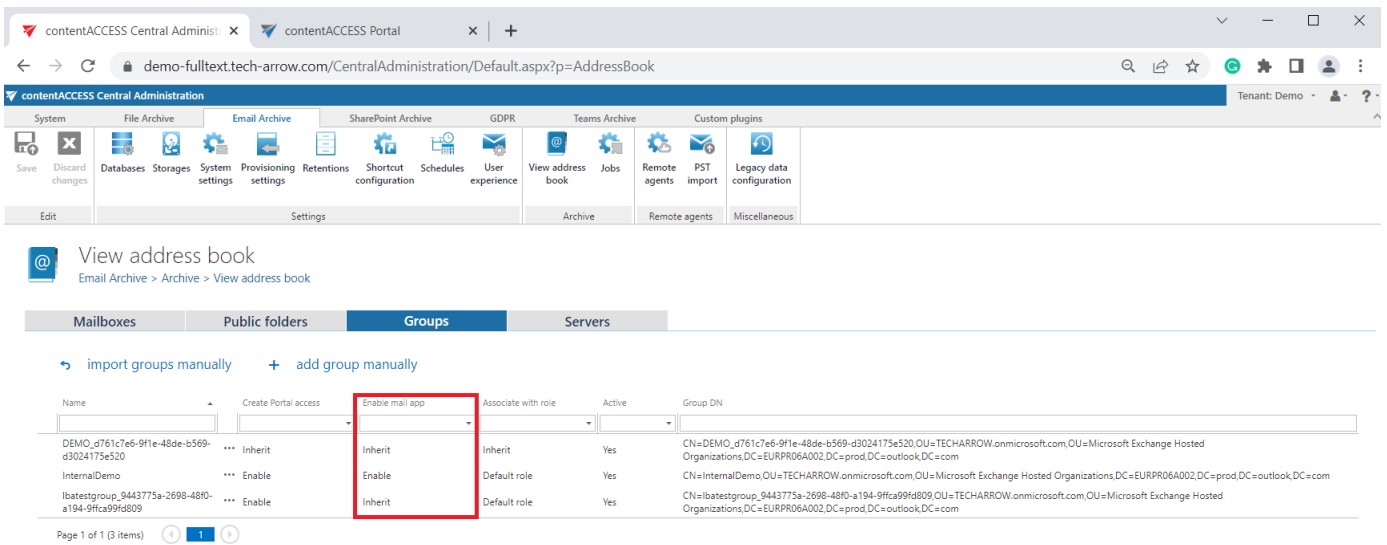 contentACCESS Central Administ
contentACCESS Portal
demo-fulltext.tech-arrow.com/CentralAdministration/Default.aspx?p=AddressBook
contentACCESS Central Administration
Tenant: Demo
?
System
File Archive
Email Archive
SharePoint Archive
GDPR
Teams Archive
Custom plugins
Save
Discard changes
Databases
Storages
System settings
Provisioning settings
Retentions
Shortcut configuration
Schedules
User experience
View address book
Jobs
Remote agents
PST import
Legacy data configuration
Edit
Settings
Archive
Remote agents
Miscellaneous
View address book
Email Archive > Archive > View address book
Mailboxes
Public folders
Groups
Servers
import groups manually
+ add group manually
Name
Create Portal access
Enable mail app
Associate with role
Active
Group DN
DEMO_d761c7e6-9f1e-48de-b569-
d3024175e520
Inherit
Inherit
Inherit
Yes
CN=DEMO_d761c7e6-9f1e-48de-b569-d3024175e520,OU=TECHARROW.onmicrosoft.com,OU=Microsoft Exchange Hosted
Organizations,DC=EURPR06A002,DC=prod,DC=outlook,DC=com
InternalDemo
Enable
Enable
Default role
Yes
CN=InternalDemo,OU=TECHARROW.onmicrosoft.com,OU=Microsoft Exchange Hosted Organizations,DC=EURPR06A002,DC=prod,DC=outlook,DC=com
lbatestgroup_9443775a-2698-48f0-
a194-9ffca99fd809
Enable
Inherit
Default role
Yes
CN=lbatestgroup_9443775a-2698-48f0-a194-9ffca99fd809,OU=TECHARROW.onmicrosoft.com,OU=Microsoft Exchange Hosted
Organizations,DC=EURPR06A002,DC=prod,DC=outlook,DC=com
Page 1 of 1 (3 items)
1